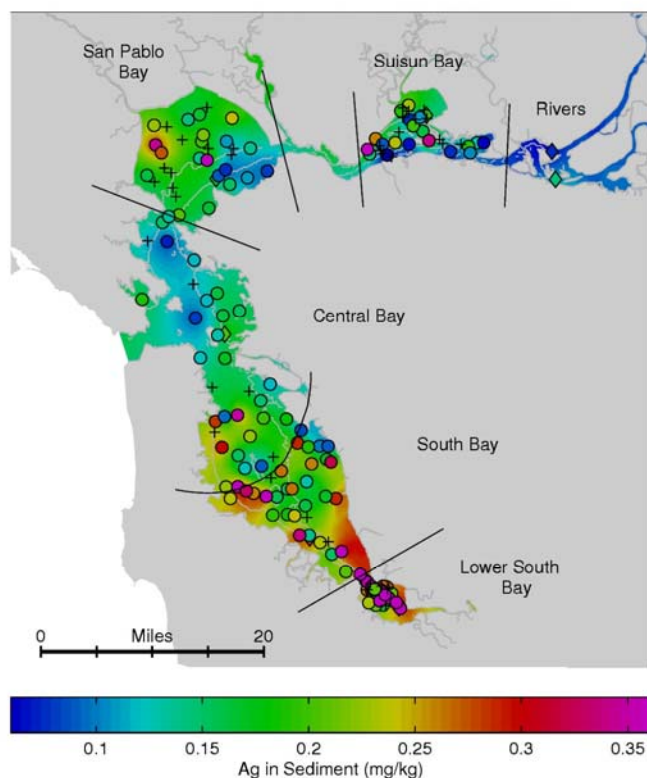 San Pablo
Bay
Suisun Bay
Rivers
Central Bay
South Bay
Lower South
Bay
0 Miles 20
0.1 0.15 0.2 0.25 0.3 0.35
Ag in Sediment (mg/kg)